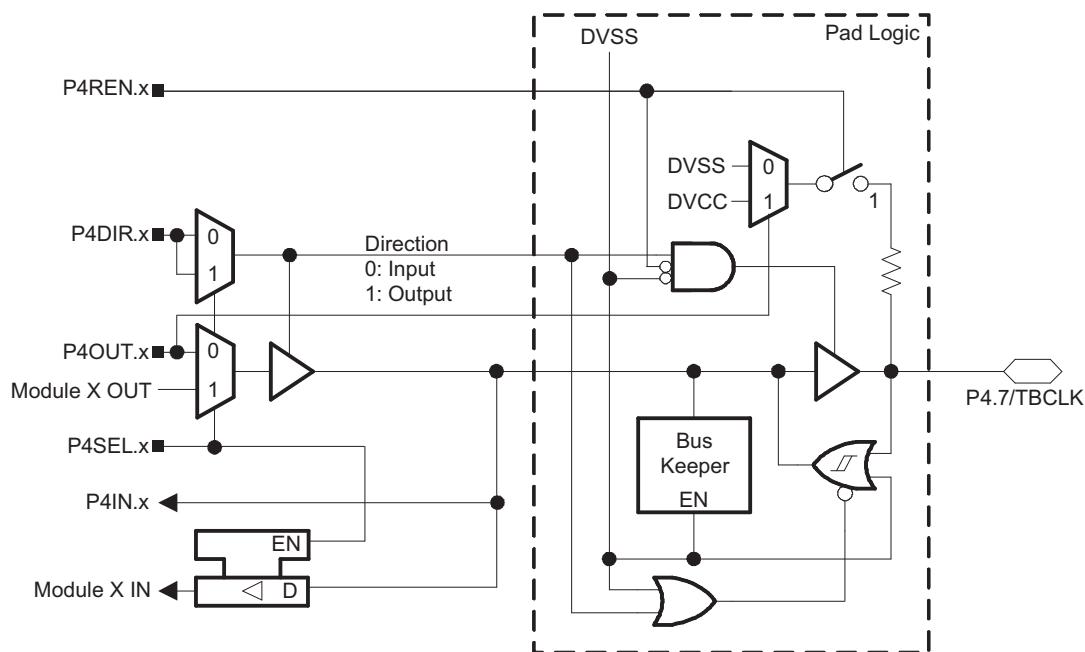 Pad Logic
DVSS
P4REN.x
DVSS
0
DVCC
1
1
P4DIR.x
0
1
Direction
0: Input
1: Output
P4OUT.x
0
Module X OUT
1
P4.7/TBCLK
P4SEL.x
Bus
Keeper
EN
P4IN.x
EN
Module X IN
D